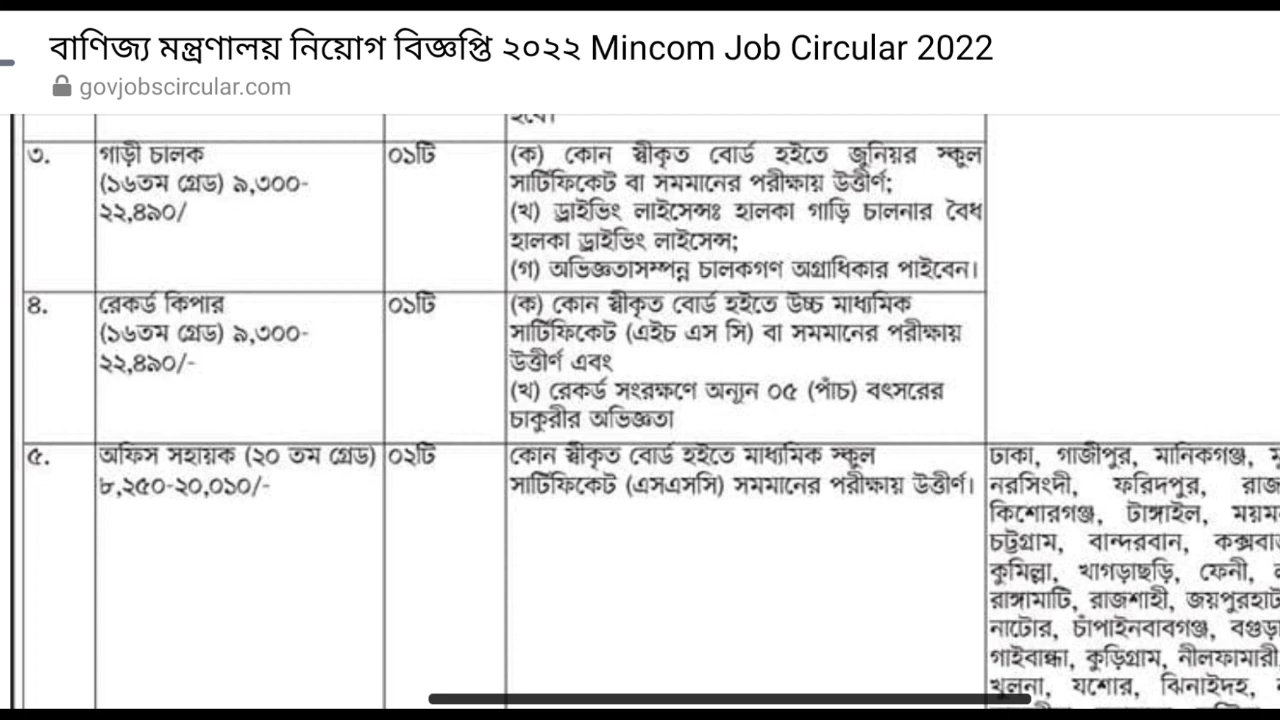 বাণিজ্য মন্ত্রণালয় নিয়োগ বিজ্ঞপ্তি ২০২২ Mincom Job Circular 2022
govjobscircular.com
হবে।
৩.
গাড়ী চালক
(১৬তম গ্রেড) ৯,৩০০-
২২,৪৯০/
০১টি
(ক) কোন স্বীকৃত বোর্ড হইতে জুনিয়র স্কুল
সার্টিফিকেট বা সমমানের পরীক্ষায় উত্তীর্ণ;
(খ) ড্রাইভিং লাইসেন্সঃ হালকা গাড়ি চালনার বৈধ
হালকা ড্রাইভিং লাইসেন্স;
(গ) অভিজ্ঞতাসম্পন্ন চালকগণ অগ্রাধিকার পাইবেন।
৪.
রেকর্ড কিপার
(১৬তম গ্রেড) ৯,৩০০-
২২,৪৯০/-
০১টি
(ক) কোন স্বীকৃত বোর্ড হইতে উচ্চ মাধ্যমিক
সার্টিফিকেট (এইচ এস সি) বা সমমানের পরীক্ষায়
উত্তীর্ণ এবং
(খ) রেকর্ড সংরক্ষণে অন্যূন ০৫ (পাঁচ) বৎসরের
চাকুরীর অভিজ্ঞতা
৫.
অফিস সহায়ক (২০ তম গ্রেড)
৮,২৫০-২০,০১০/-
০২টি
কোন স্বীকৃত বোর্ড হইতে মাধ্যমিক স্কুল
সার্টিফিকেট (এসএসসি) সমমানের পরীক্ষায় উত্তীর্ণ।
ঢাকা, গাজীপুর, মানিকগঞ্জ,
নরসিংদী, ফরিদপুর, রাজ
কিশোরগঞ্জ, টাঙ্গাইল, ময়ম
চট্টগ্রাম, বান্দরবান, কক্সবা
কুমিল্লা, খাগড়াছড়ি, ফেনী,
রাঙ্গামাটি, রাজশাহী, জয়পুরহাট
নাটোর, চাঁপাইনবাবগঞ্জ, বগুড়া
গাইবান্ধা, কুড়িগ্রাম, নীলফামারী,
খুলনা, যশোর, ঝিনাইদহ,